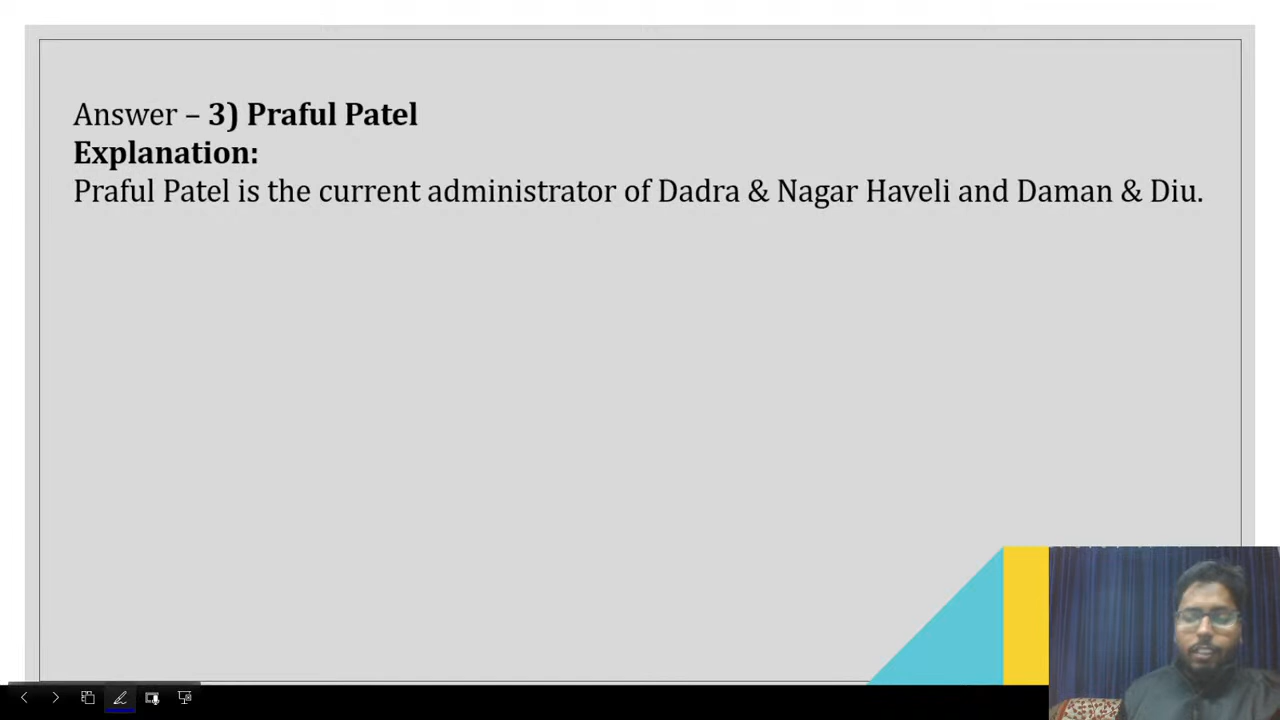 Answer – 3) Praful Patel
Explanation:
Praful Patel is the current administrator of Dadra & Nagar Haveli and Daman & Diu.